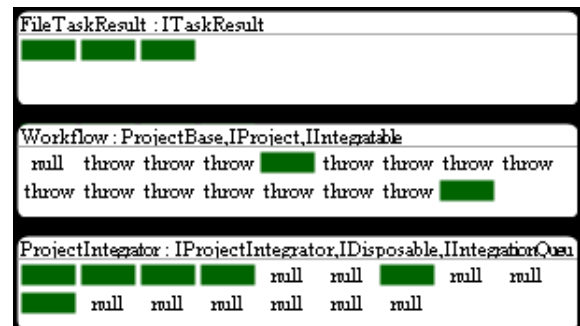 FileTaskResult : ITaskResult
Workflow : ProjectBase,IProject,IIntegratable
null throw throw throw throw throw throw throw
throw throw throw throw throw throw throw
ProjectIntegrator : IProjectIntegrator,IDisposable,IIntegrationQueu
null null null null
null null null null null null